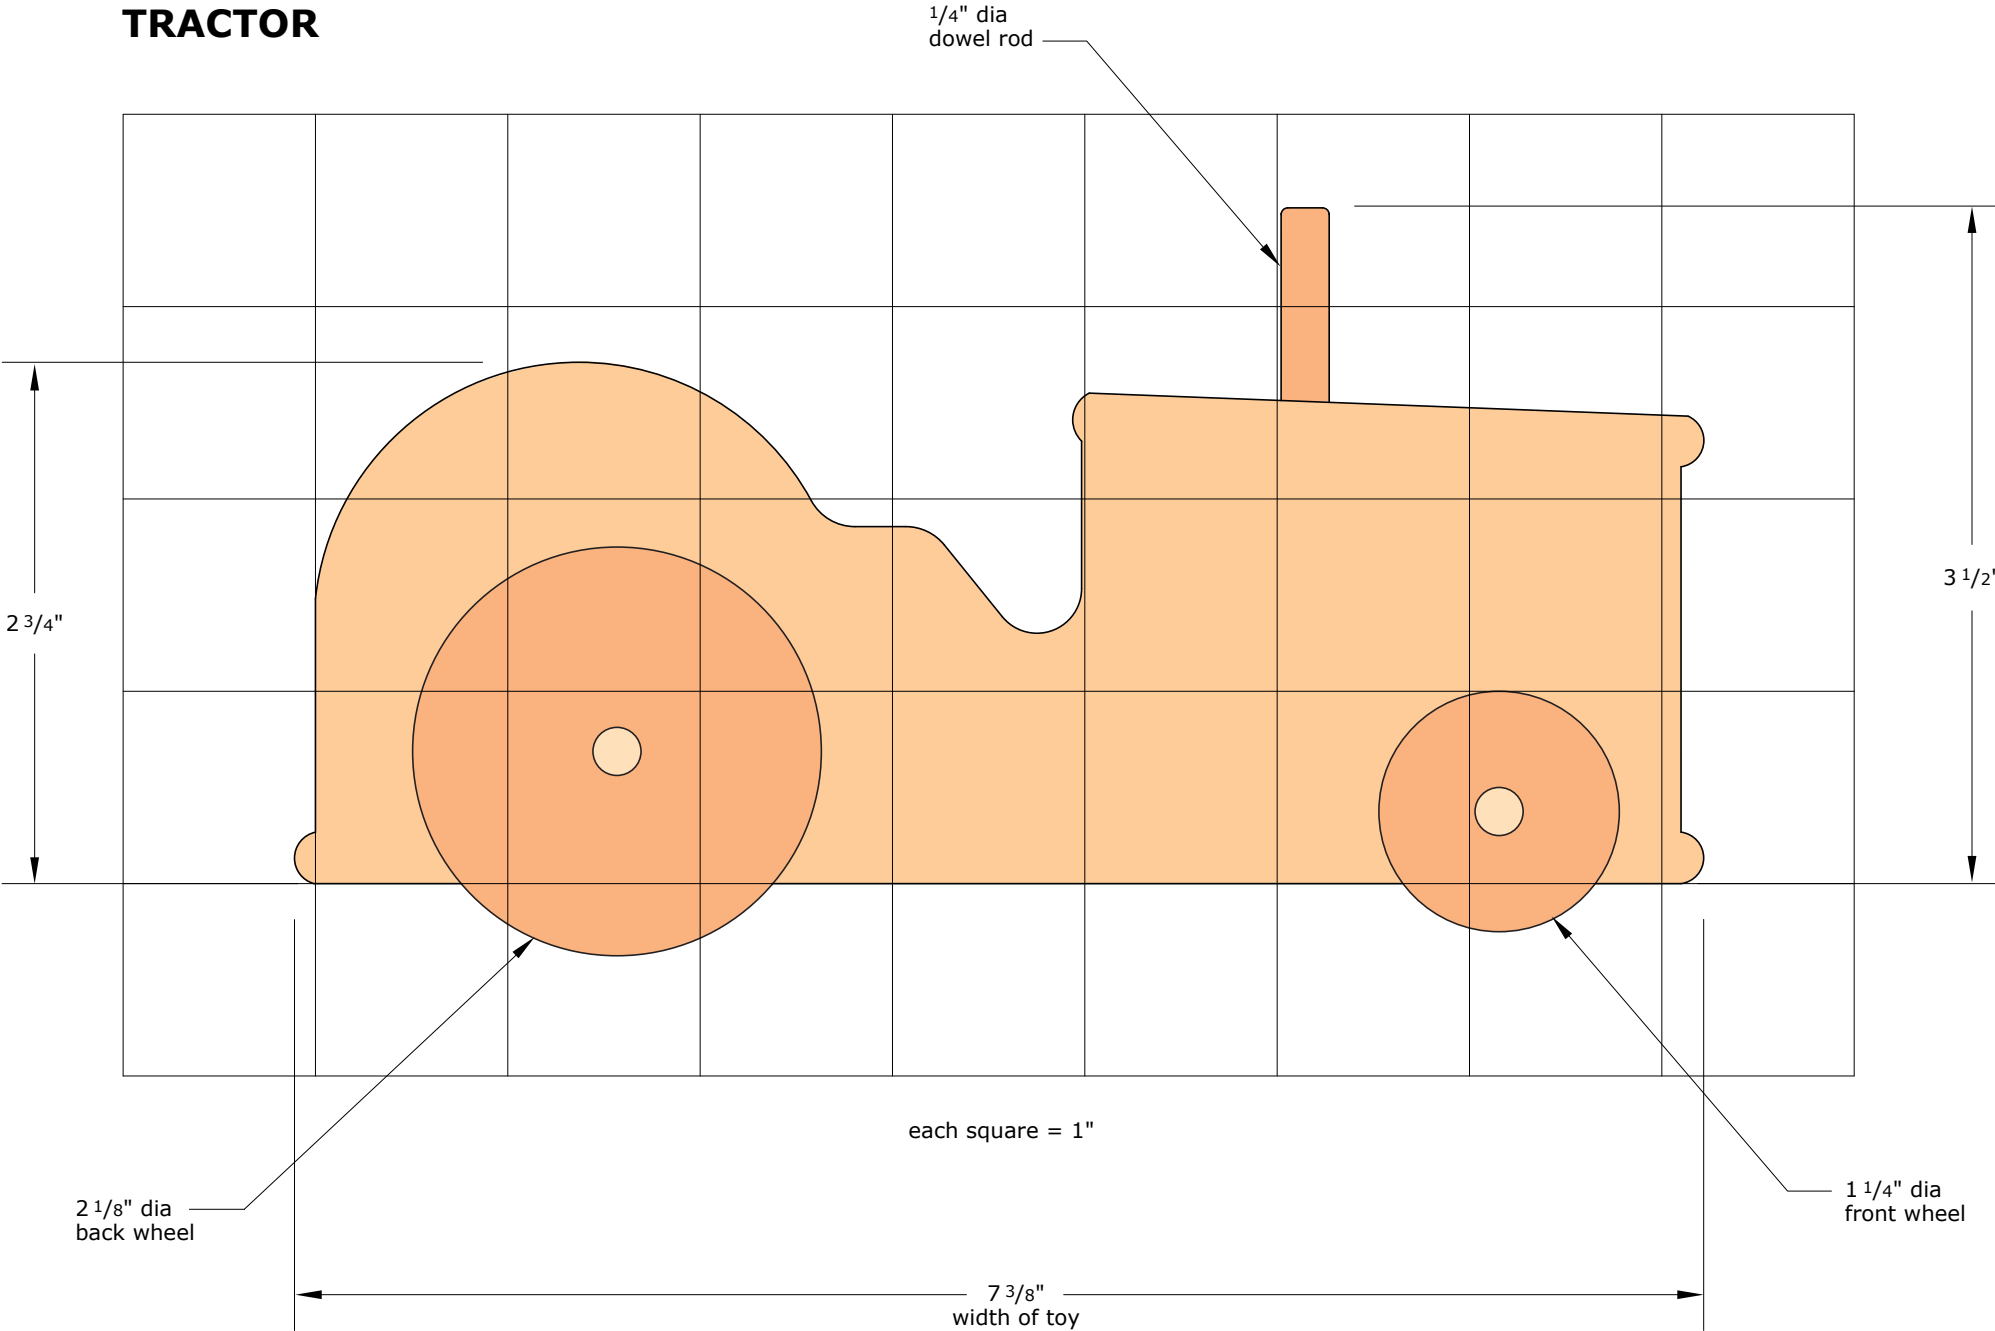 TRACTOR
1/4" dia
dowel rod
2 3/4"
3 1/2"
each square = 1"
2 1/8" dia
back wheel
1 1/4" dia
front wheel
7 3/8"
width of toy